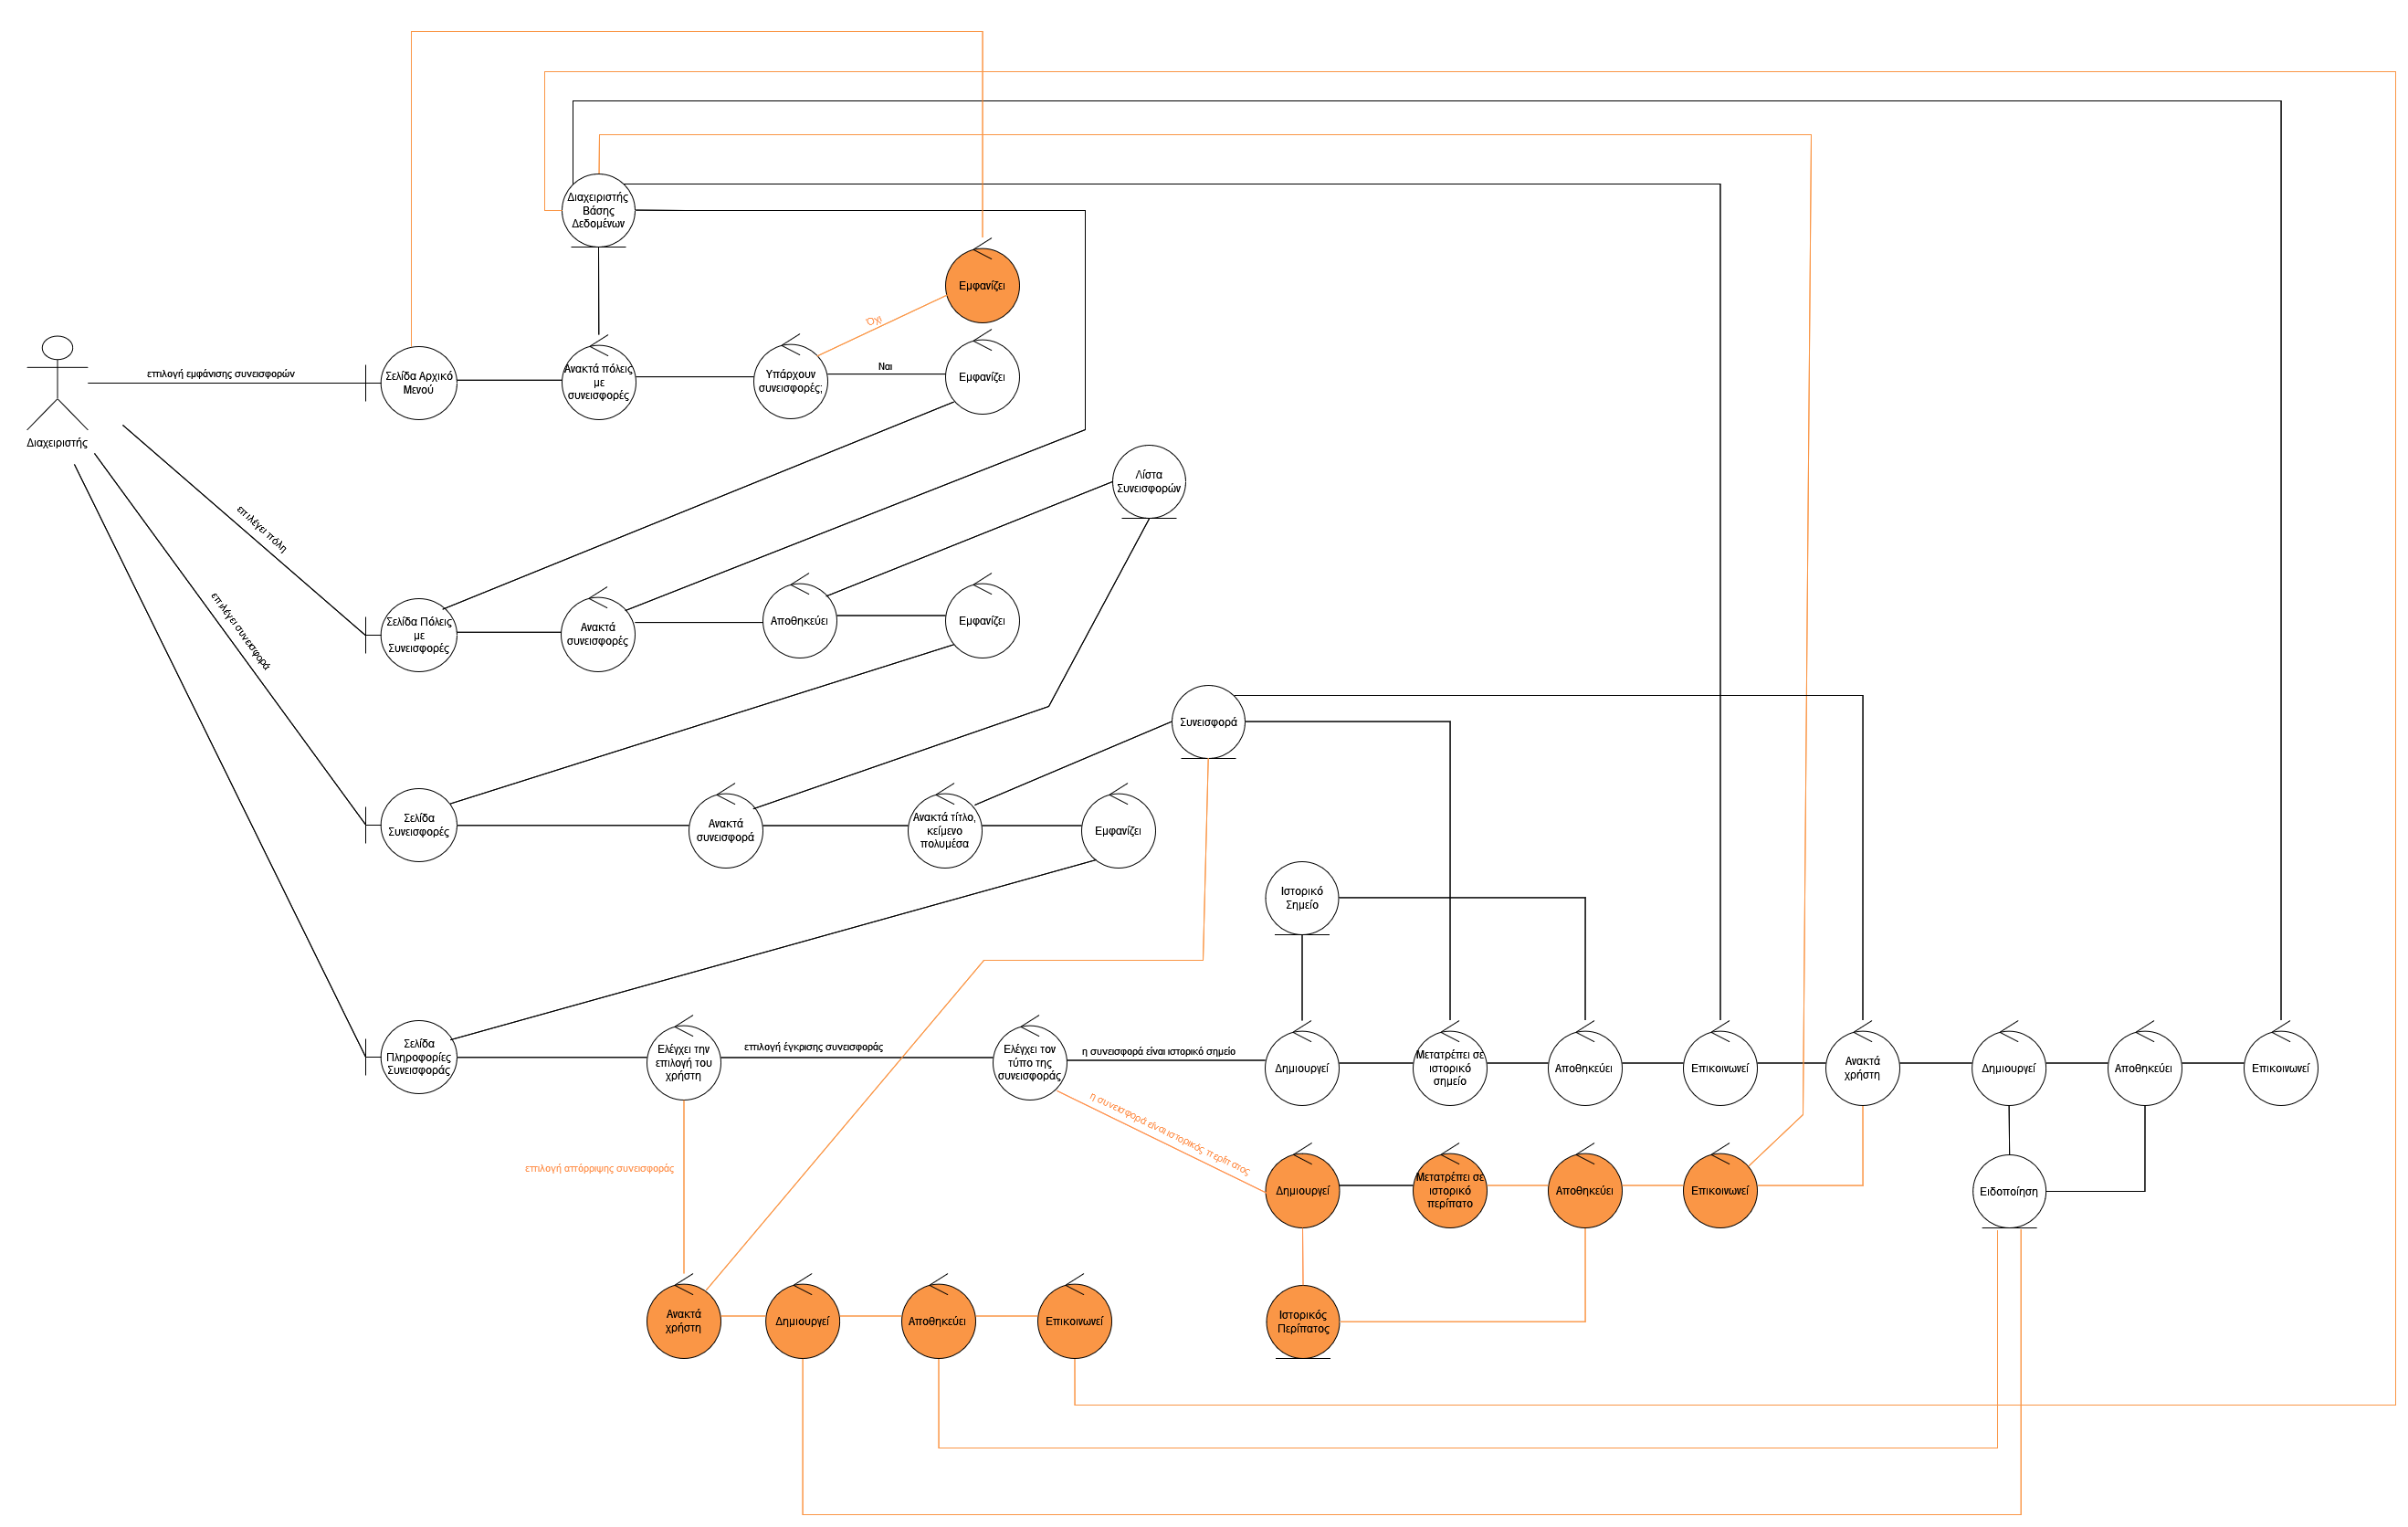 Διαχειριστής
Βάσης
Δεδομένων
Εμφανίζει
Όχι
επιλογή εμφάνισης συνεισφορών
Σελίδα Αρχικό
Μενού
Ανακτά πόλεις
με
συνεισφορές
Υπάρχουν
συνεισφορές;
Ναι
Εμφανίζει
Διαχειριστής
Λίστα
Συνεισφορών
επιλέγει πόλη
επιλέγει συνεισφορά
Σελίδα Πόλεις
με
Συνεισφορές
Ανακτά
συνεισφορές
Αποθηκεύει
Εμφανίζει
Συνεισφορά
Σελίδα
Συνεισφορές
Ανακτά
συνεισφορά
Ανακτά τίτλο,
κείμενο
πολυμέσα
Εμφανίζει
Ιστορικό
Σημείο
Σελίδα
Πληροφορίες
Συνεισφοράς
Ελέγχει την
επιλογή του
χρήστη
επιλογή έγκρισης συνεισφοράς
Ελέγχει τον
τύπο της
συνεισφοράς
η συνεισφορά είναι ιστορικό σημείο
Δημιουργεί
Μετατρέπει σε
ιστορικό
σημείο
Αποθηκεύει
Επικοινωνεί
Ανακτά
χρήστη
Δημιουργεί
Αποθηκεύει
Επικοινωνεί
η συνεισφορά είναι ιστορικός περίπατος
επιλογή απόρριψης συνεισφοράς
Δημιουργεί
Μετατρέπει σε
ιστορικό
περίπατο
Αποθηκεύει
Επικοινωνεί
Ειδοποίηση
Ανακτά
χρήστη
Δημιουργεί
Αποθηκεύει
Επικοινωνεί
Ιστορικός
Περίπατος